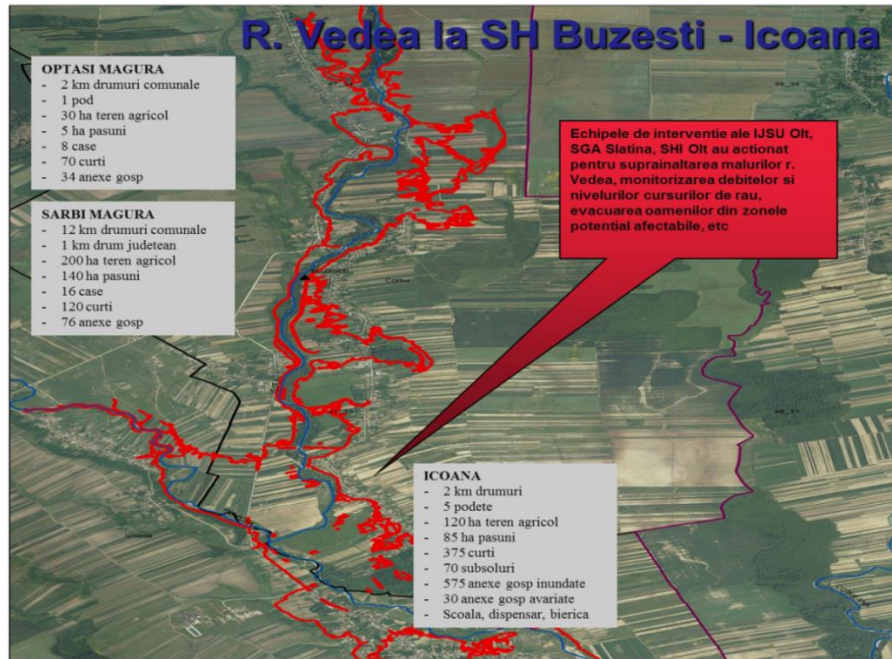 R. Vedea la SH Buzesti - Icoana
OPTASI MAGURA
- 2 km drumuri comunale
- 1 pod
- 30 ha teren agricol
- 5 ha pasuni
- 8 case
- 70 curti
- 34 anexe gosp
Echipele de interventie ale IJSU Olt,
SGA Slatina, SHI Olt au actionat
pentru suprainaltarea malurilor r.
Vedea, monitorizarea debitelor si
nivelurilor cursurilor de rau,
evacuarea oamenilor din zonele
potential afectabile, etc
SARBI MAGURA
- 12 km drumuri comunale
- 1 km drum judetean
- 200 ha teren agricol
- 140 ha pasuni
- 16 case
- 120 curti
- 76 anexe gosp
ICOANA
- 2 km drumuri
- 5 podete
- 120 ha teren agricol
- 85 ha pasuni
- 375 curti
- 70 subsoluri
- 575 anexe gosp inundate
- 30 anexe gosp avariate
- Scoala, dispensar, bierica